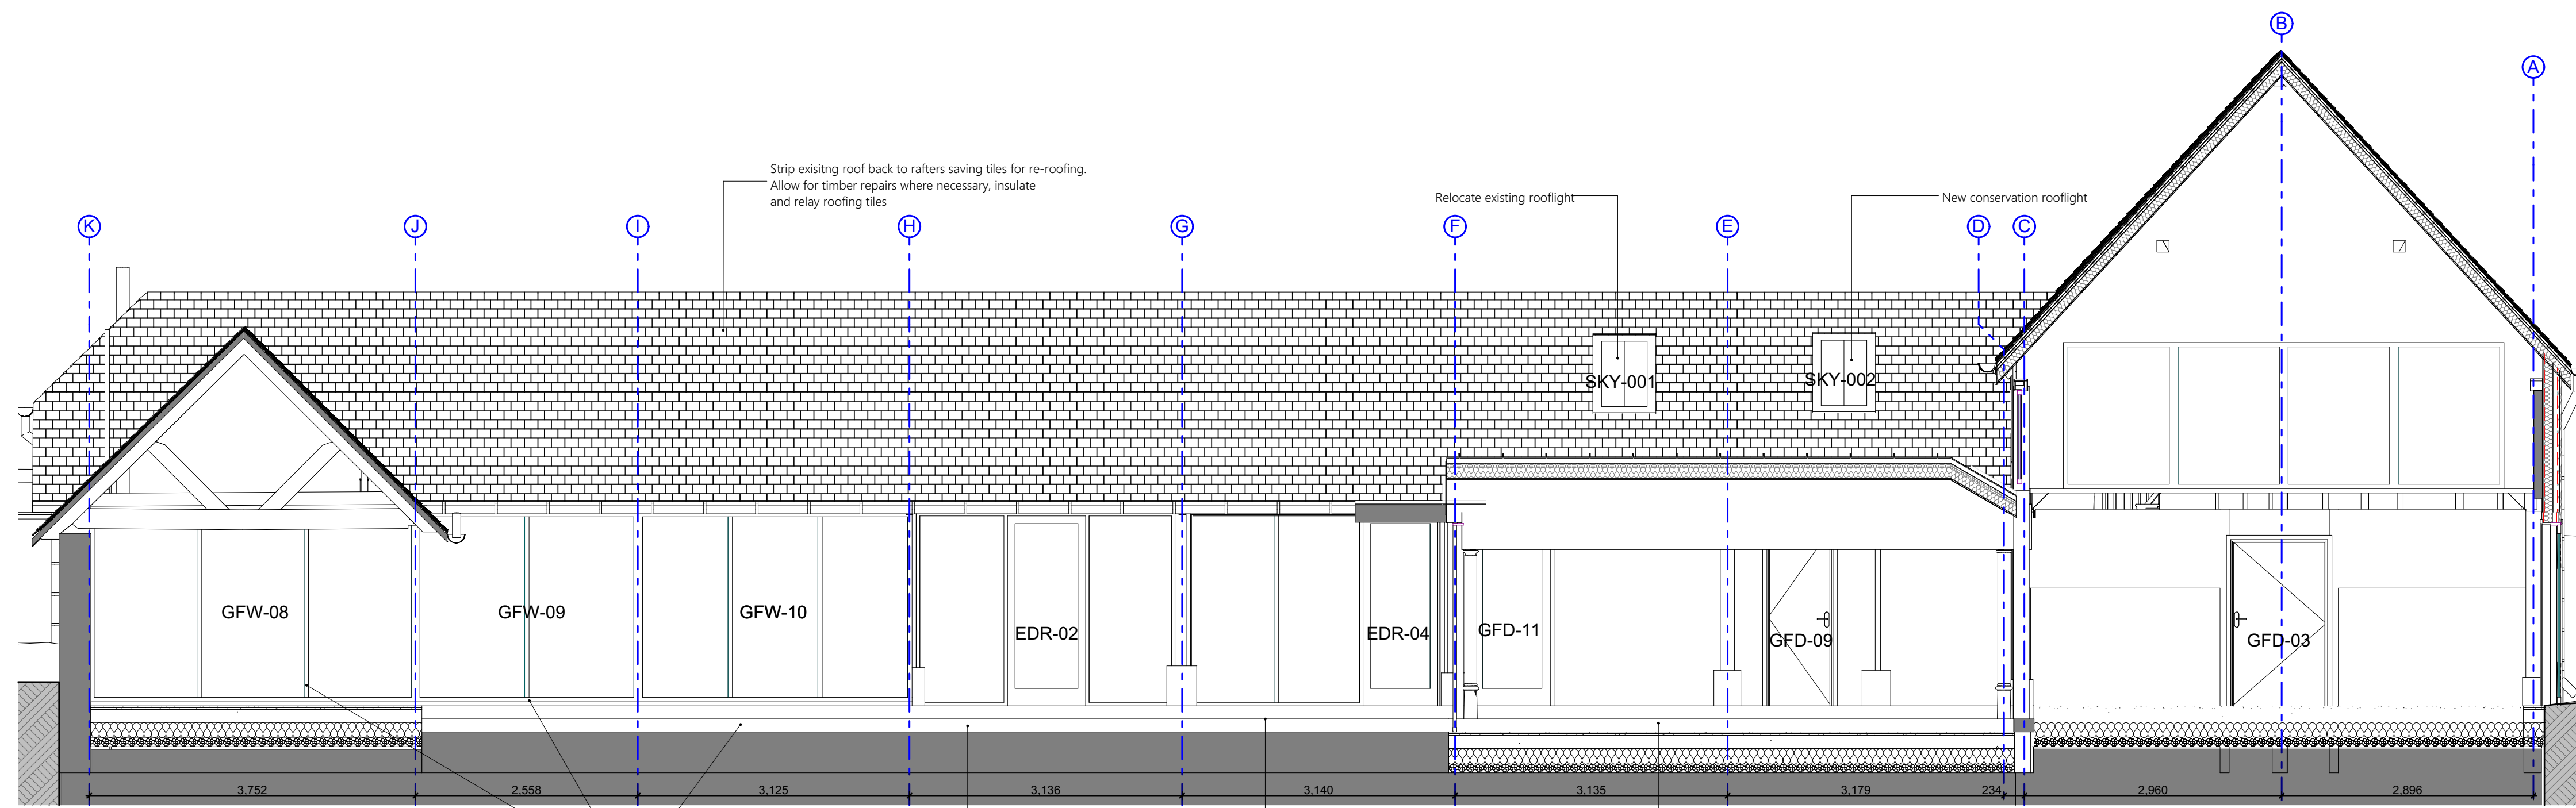 B
A
Strip exisitng roof back to rafters saving tiles for re-roofing.
Allow for timber repairs where necessary, insulate
and relay roofing tiles
Relocate existing rooflight
New conservation rooflight
K
J
I
H
G
F
E
D
C
SKY-001
SKY-002
GFW-08
GFW-09
GFW-10
EDR-02
EDR-04
GFD-11
GFD-09
GFD-03
3,752
2,558
3,125
3,136
3,140
3,135
3,179
234
2,960
2,896